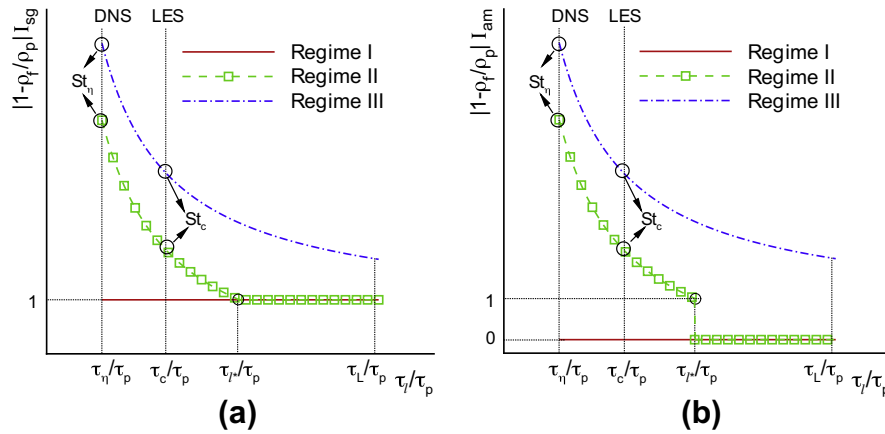 DNS LES
|1-ρf/ρp| Isg
Regime I
Regime II
Regime III
Stη
Stc
1
τη/τp τc/τp τl*/τp τL/τp τl/τp
(a)
DNS LES
|1-ρf/ρp| Iam
Regime I
Regime II
Regime III
Stη
Stc
1
0
τη/τp τc/τp τl*/τp τL/τp τl/τp
(b)